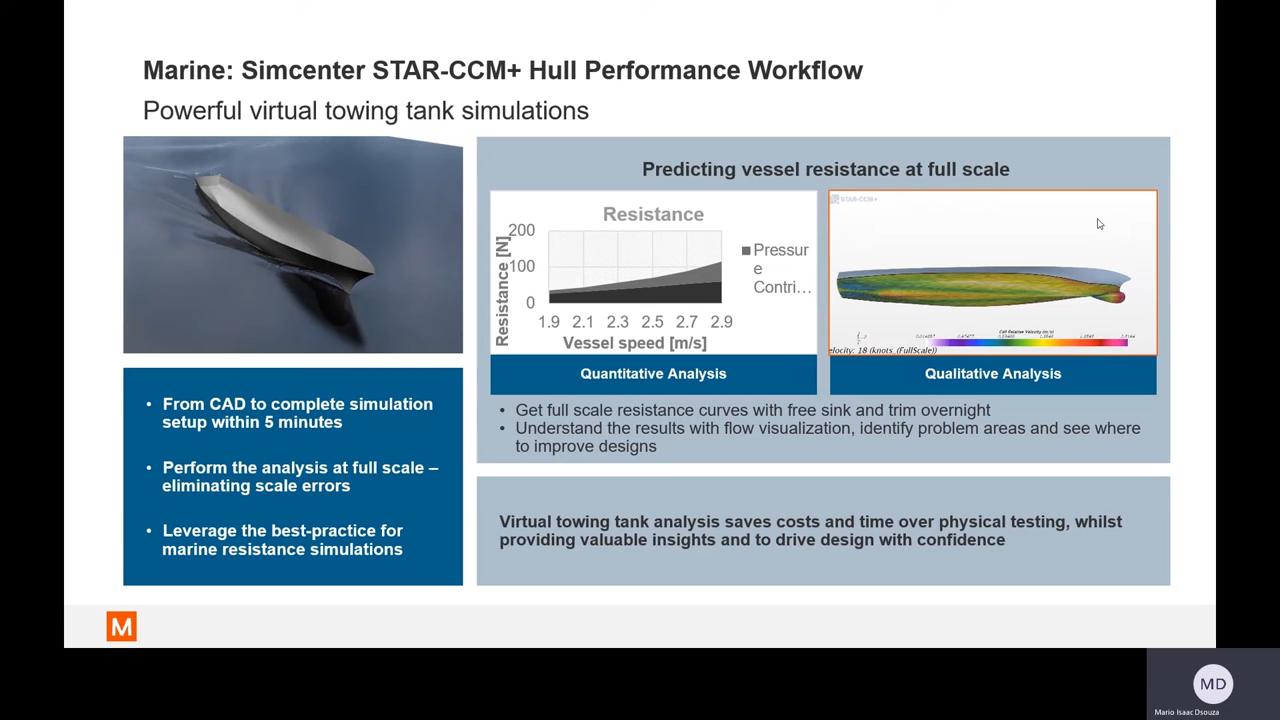 Marine: Simcenter STAR-CCM+ Hull Performance Workflow
Powerful virtual towing tank simulations
• From CAD to complete simulation
setup within 5 minutes
• Perform the analysis at full scale –
eliminating scale errors
• Leverage the best-practice for
marine resistance simulations
Predicting vessel resistance at full scale
Resistance
Resistance [N]
200
100
0
1.9 2.1 2.3 2.5 2.7 2.9
Vessel speed [m/s]
Pressur
e
Contri…
Quantitative Analysis
STAR-CCM+
Cell Relative Velocity (m/s)
elocity: 18 (knots_(FullScale))
Qualitative Analysis
• Get full scale resistance curves with free sink and trim overnight
• Understand the results with flow visualization, identify problem areas and see where
to improve designs
Virtual towing tank analysis saves costs and time over physical testing, whilst
providing valuable insights and to drive design with confidence
M
MD
Mario Isaac Dsouza